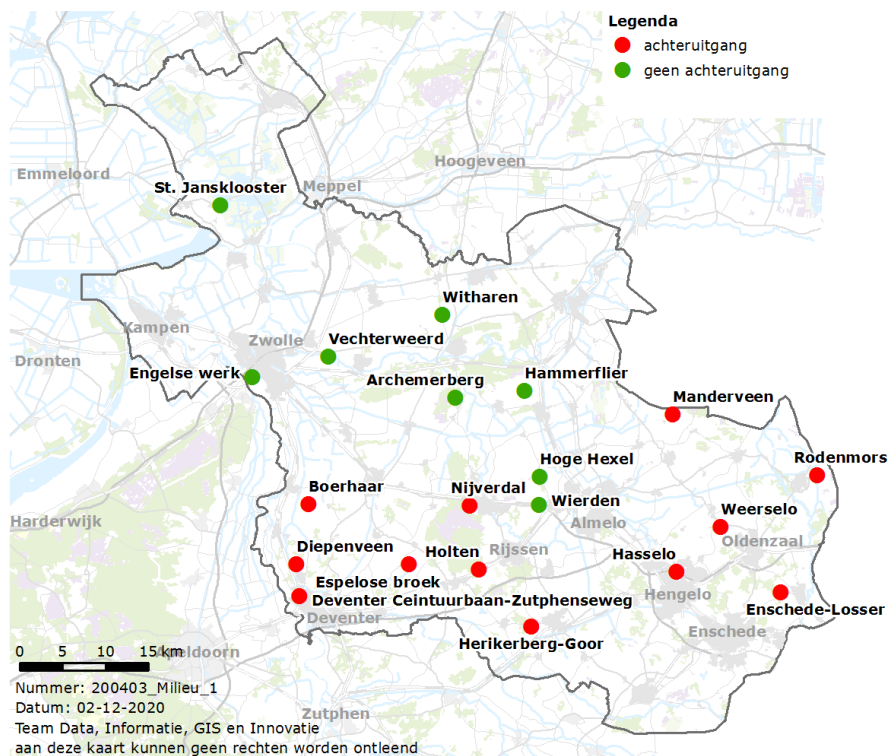 Legenda
achteruitgang
geen achteruitgang
Hoogeveen
Emmeloord
Meppel
St. Jansklooster
Witharen
Kampen
Zwolle
Vechterweerd
Dronten
Engelse werk
Archemerberg
Hammerflier
Manderveen
Rodenmors
Hoge Hexel
Boerhaar
Nijverdal
Wierden
Weerselo
Harderwijk
Almelo
Oldenzaal
Diepenveen
Holten
Rijssen
Hasselo
Espelose broek
Hengelo
Deventer Ceintuurbaan-Zutphenseweg
Enschede-Losser
Deventer
Enschede
Herikerberg-Goor
0 5 10 15 km
Apeldoorn
Nummer: 200403_Milieu_1
Datum: 02-12-2020
Zutphen
Team Data, Informatie, GIS en Innovatie
aan deze kaart kunnen geen rechten worden ontleend